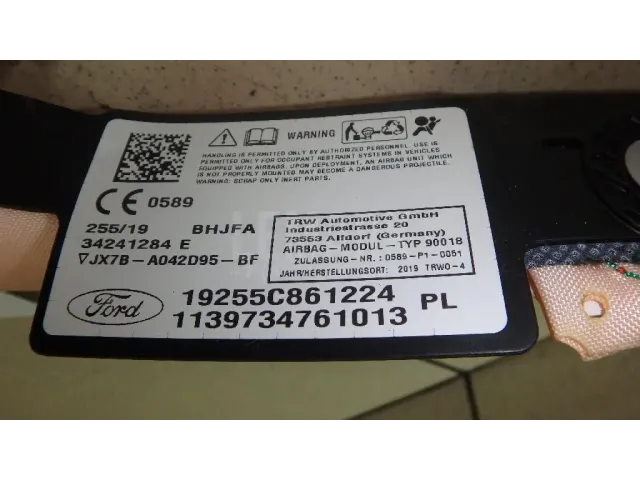 WARNING
HANDLING IS PERMITTED ONLY BY AUTHORIZED PERSONNEL. USE IS
PERMITTED ONLY FOR OCCUPANT RESTRAINT SYSTEMS IN VEHICLES
EQUIPPED WITH AIRBAGS. UPON DEPLOYMENT, AN AIRBAG UNIT WHICH
IS NOT PROPERLY MOUNTED MAY BECOME A DANGEROUS PROJECTILE.
WARNING: SCRAP ONLY INERT PARTS.
CE 0589
255/19 BHJFA
34241284 E
▽JX7B-A042D95-BF
TRW Automotive GmbH
Industriestrasse 20
73553 Alfdorf (Germany)
AIRBAG-MODUL-TYP 90018
ZULASSUNG-NR.: 0589-P1-0051
JAHR/HERSTELLUNGSORT: 2019 TRWO-4
Ford
19255C861224 PL
1139734761013